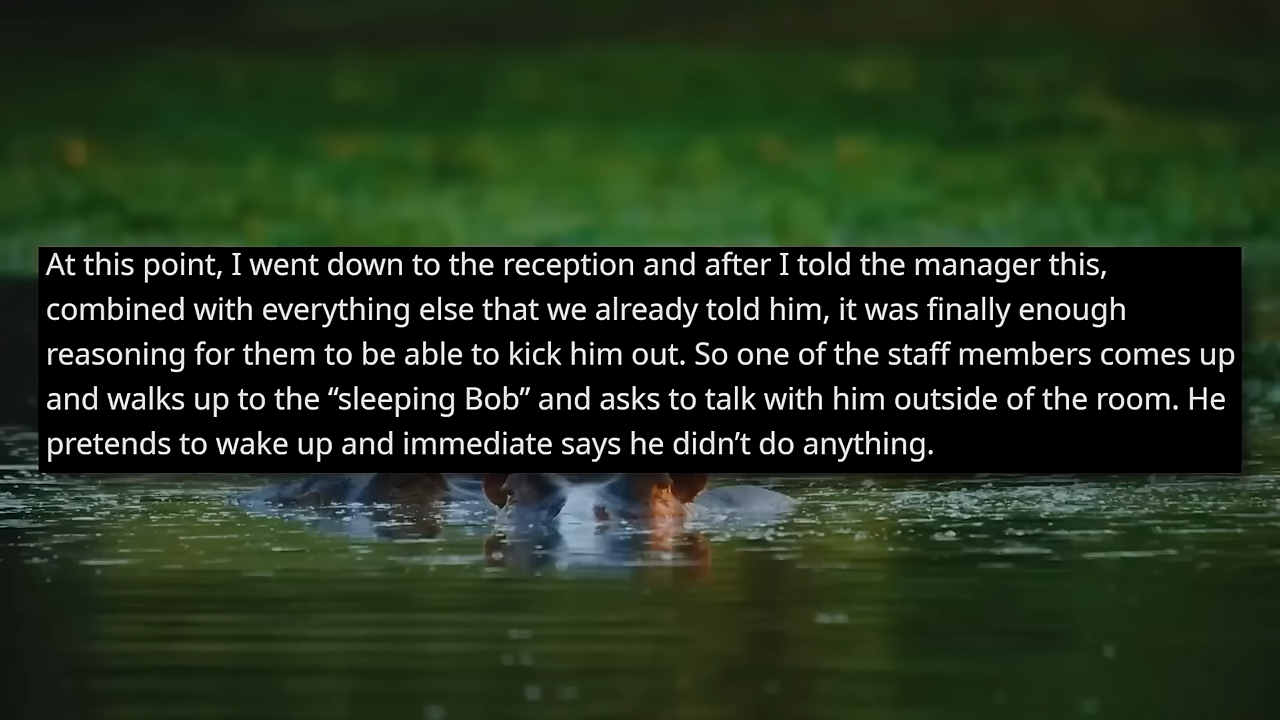 At this point, I went down to the reception and after I told the manager this,
combined with everything else that we already told him, it was finally enough
reasoning for them to be able to kick him out. So one of the staff members comes up
and walks up to the “sleeping Bob” and asks to talk with him outside of the room. He
pretends to wake up and immediate says he didn’t do anything.